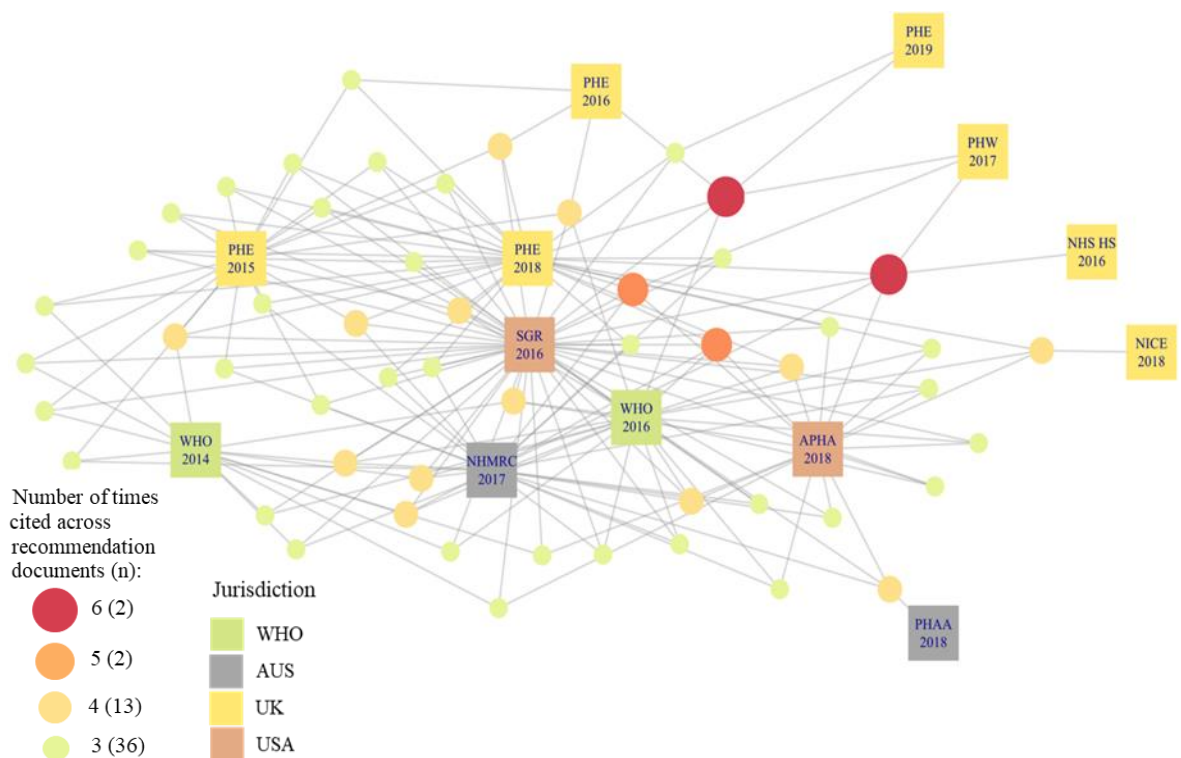 PHE
2019
PHE
2016
PHW
2017
NHS HS
2016
PHE
2015
PHE
2018
SGR
2016
NICE
2018
WHO
2016
WHO
2014
NHMRC
2017
APHA
2018
PHAA
2018
Number of times
cited across
recommendation
documents (n):
6 (2)
5 (2)
4 (13)
3 (36)
Jurisdiction
WHO
AUS
UK
USA